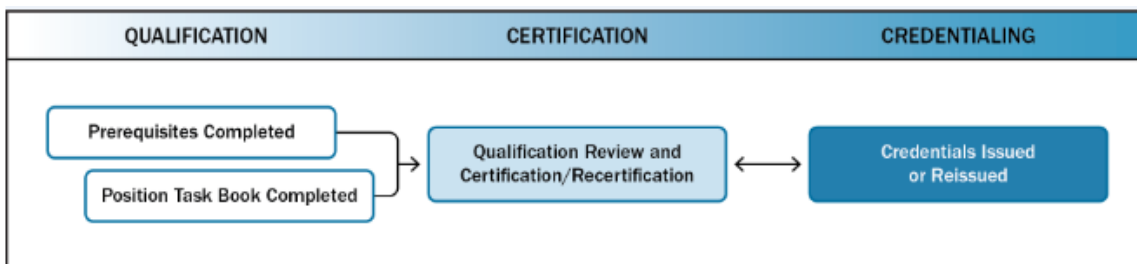 QUALIFICATION
CERTIFICATION
CREDENTIALING
Prerequisites Completed
Position Task Book Completed
Qualification Review and
Certification/Recertification
Credentials Issued
or Reissued